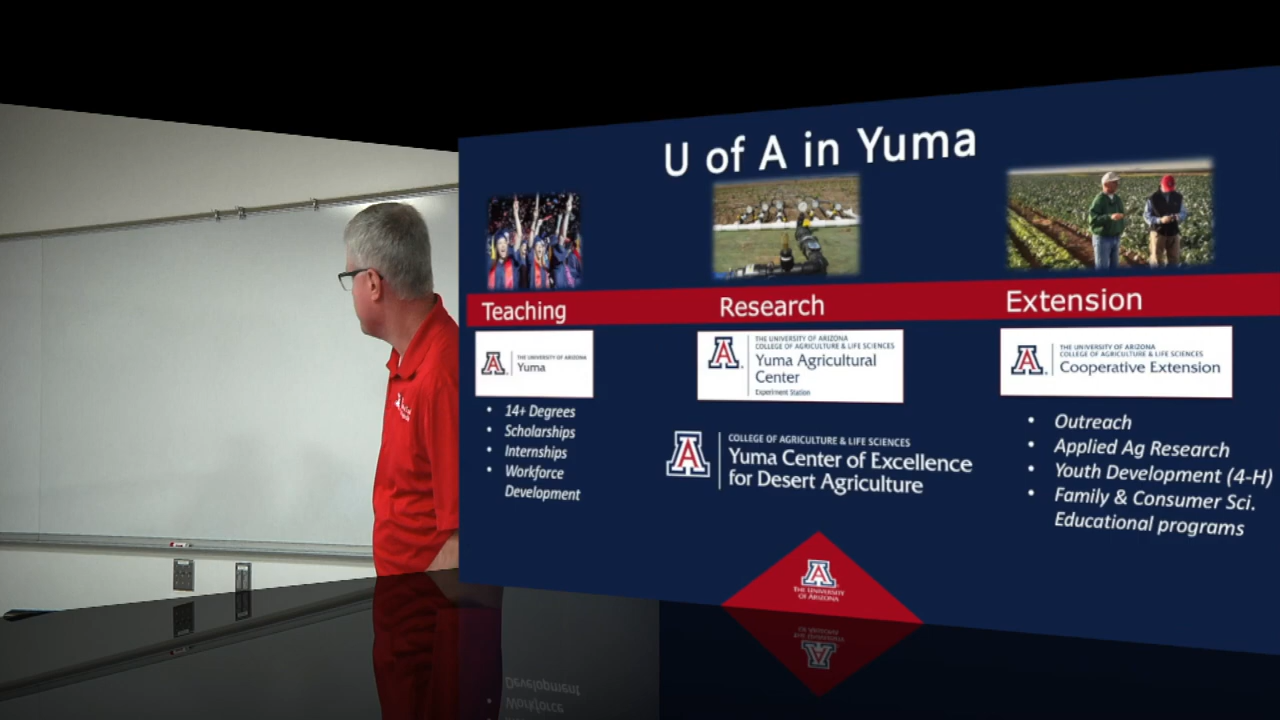 U of A in Yuma
Teaching
Research
Extension
THE UNIVERSITY OF ARIZONA
Yuma
THE UNIVERSITY OF ARIZONA
COLLEGE OF AGRICULTURE & LIFE SCIENCES
Yuma Agricultural
Center
Experiment Station
THE UNIVERSITY OF ARIZONA
COLLEGE OF AGRICULTURE & LIFE SCIENCES
Cooperative Extension
• 14+ Degrees
• Scholarships
• Internships
• Workforce
Development
COLLEGE OF AGRICULTURE & LIFE SCIENCES
Yuma Center of Excellence
for Desert Agriculture
• Outreach
• Applied Ag Research
• Youth Development (4-H)
• Family & Consumer Sci.
Educational programs
THE UNIVERSITY
OF ARIZONA